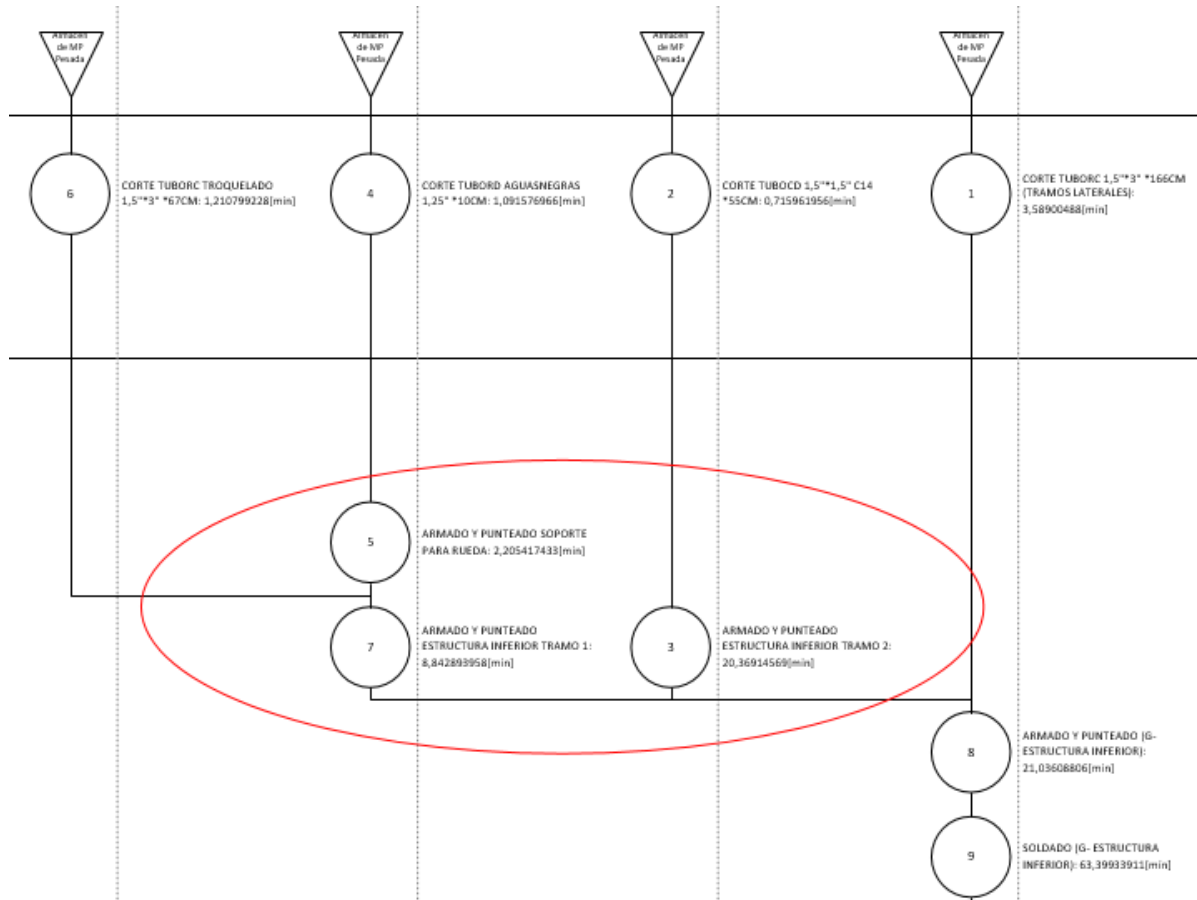 Almacen
de MP
Pesada
Almacen
de MP
Pesada
Almacen
de MP
Pesada
Almacen
de MP
Pesada
6
CORTE TUBORC TROQUELADO
1,5"*3" *67CM: 1,210799228[min]
4
CORTE TUBORD AGUASNEGRAS
1,25" *10CM: 1,091576966[min]
2
CORTE TUBOCD 1,5"*1,5" C14
*55CM: 0,715961956[min]
1
CORTE TUBORC 1,5"*3" *166CM
(TRAMOS LATERALES):
3,58900488[min]
5
ARMADO Y PUNTEADO SOPORTE
PARA RUEDA: 2,205417433[min]
7
ARMADO Y PUNTEADO
ESTRUCTURA INFERIOR TRAMO 1:
8,842893958[min]
3
ARMADO Y PUNTEADO
ESTRUCTURA INFERIOR TRAMO 2:
20,36914569[min]
8
ARMADO Y PUNTEADO (G-
ESTRUCTURA INFERIOR):
21,03608806[min]
9
SOLDADO (G- ESTRUCTURA
INFERIOR): 63,39933911[min]